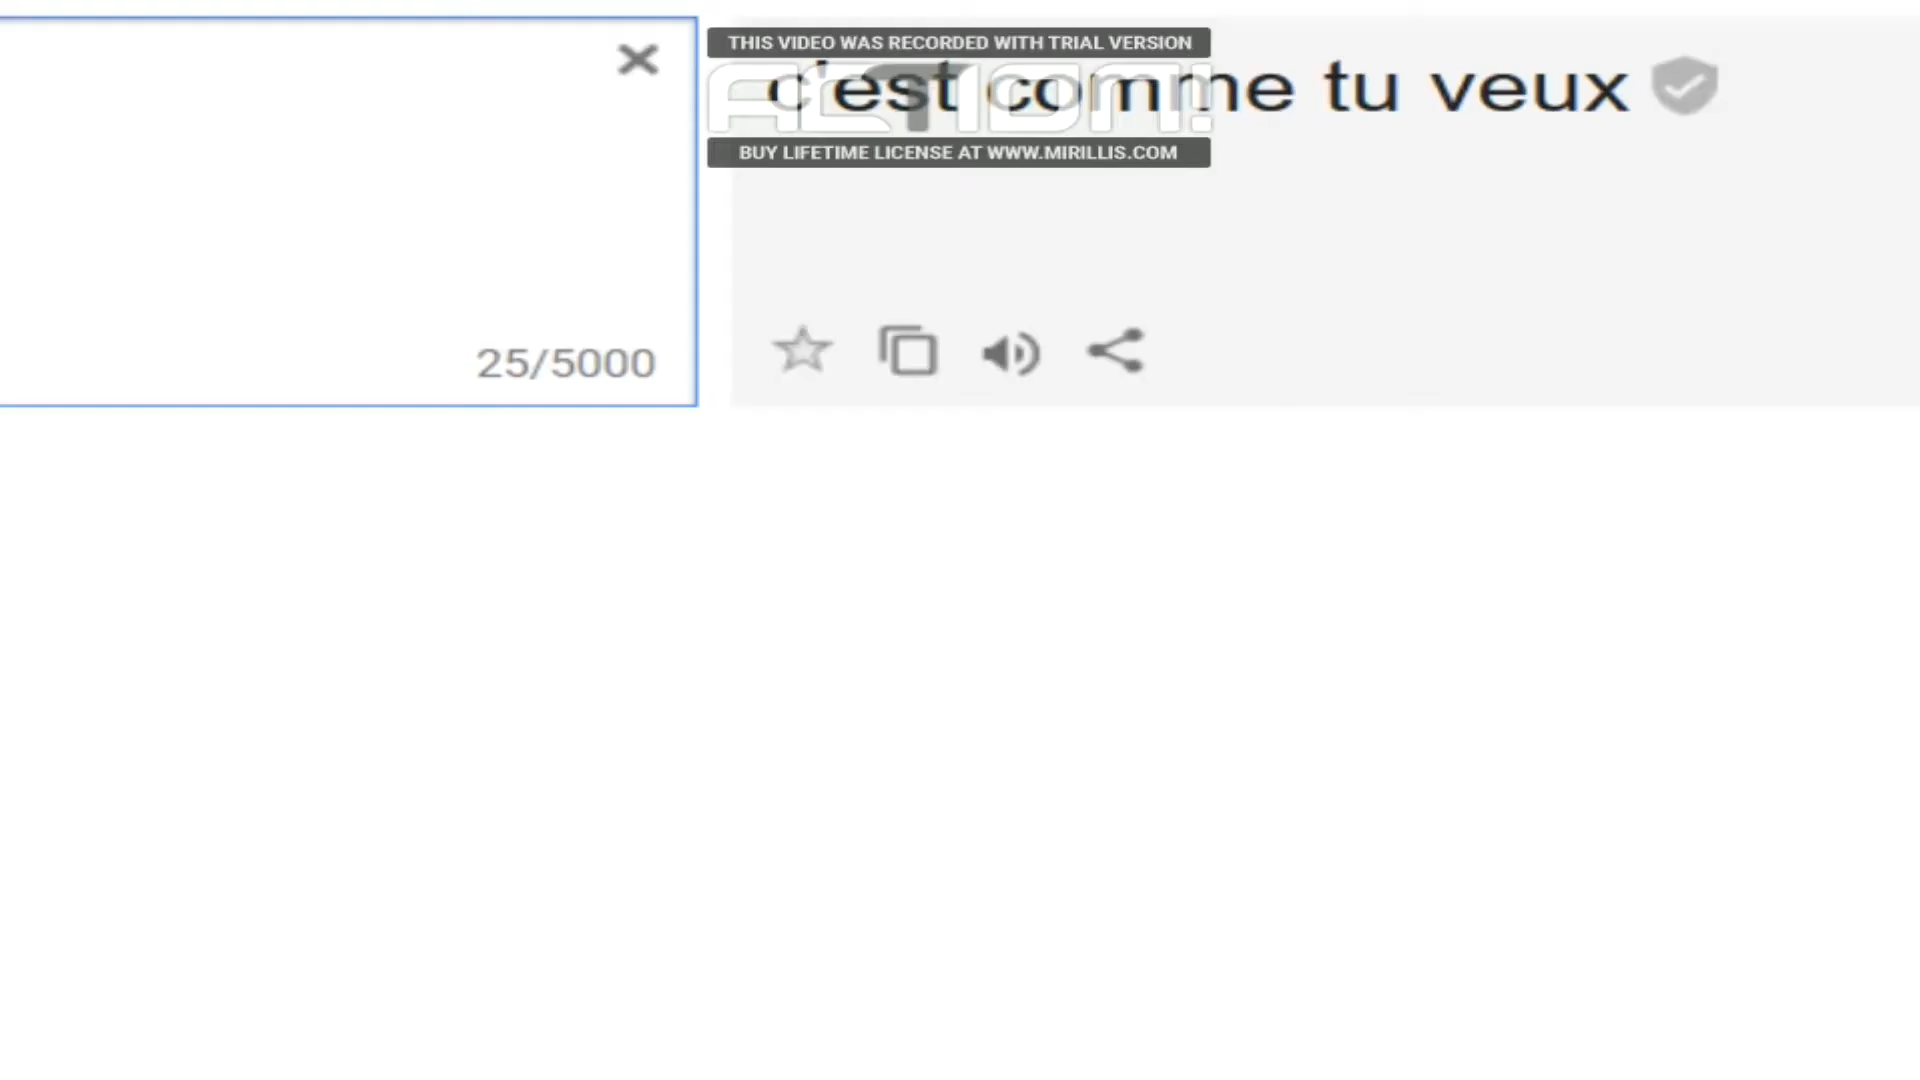 THIS VIDEO WAS RECORDED WITH TRIAL VERSION
ACTION!
c'est comme tu veux
BUY LIFETIME LICENSE AT WWW.MIRILLIS.COM
25/5000